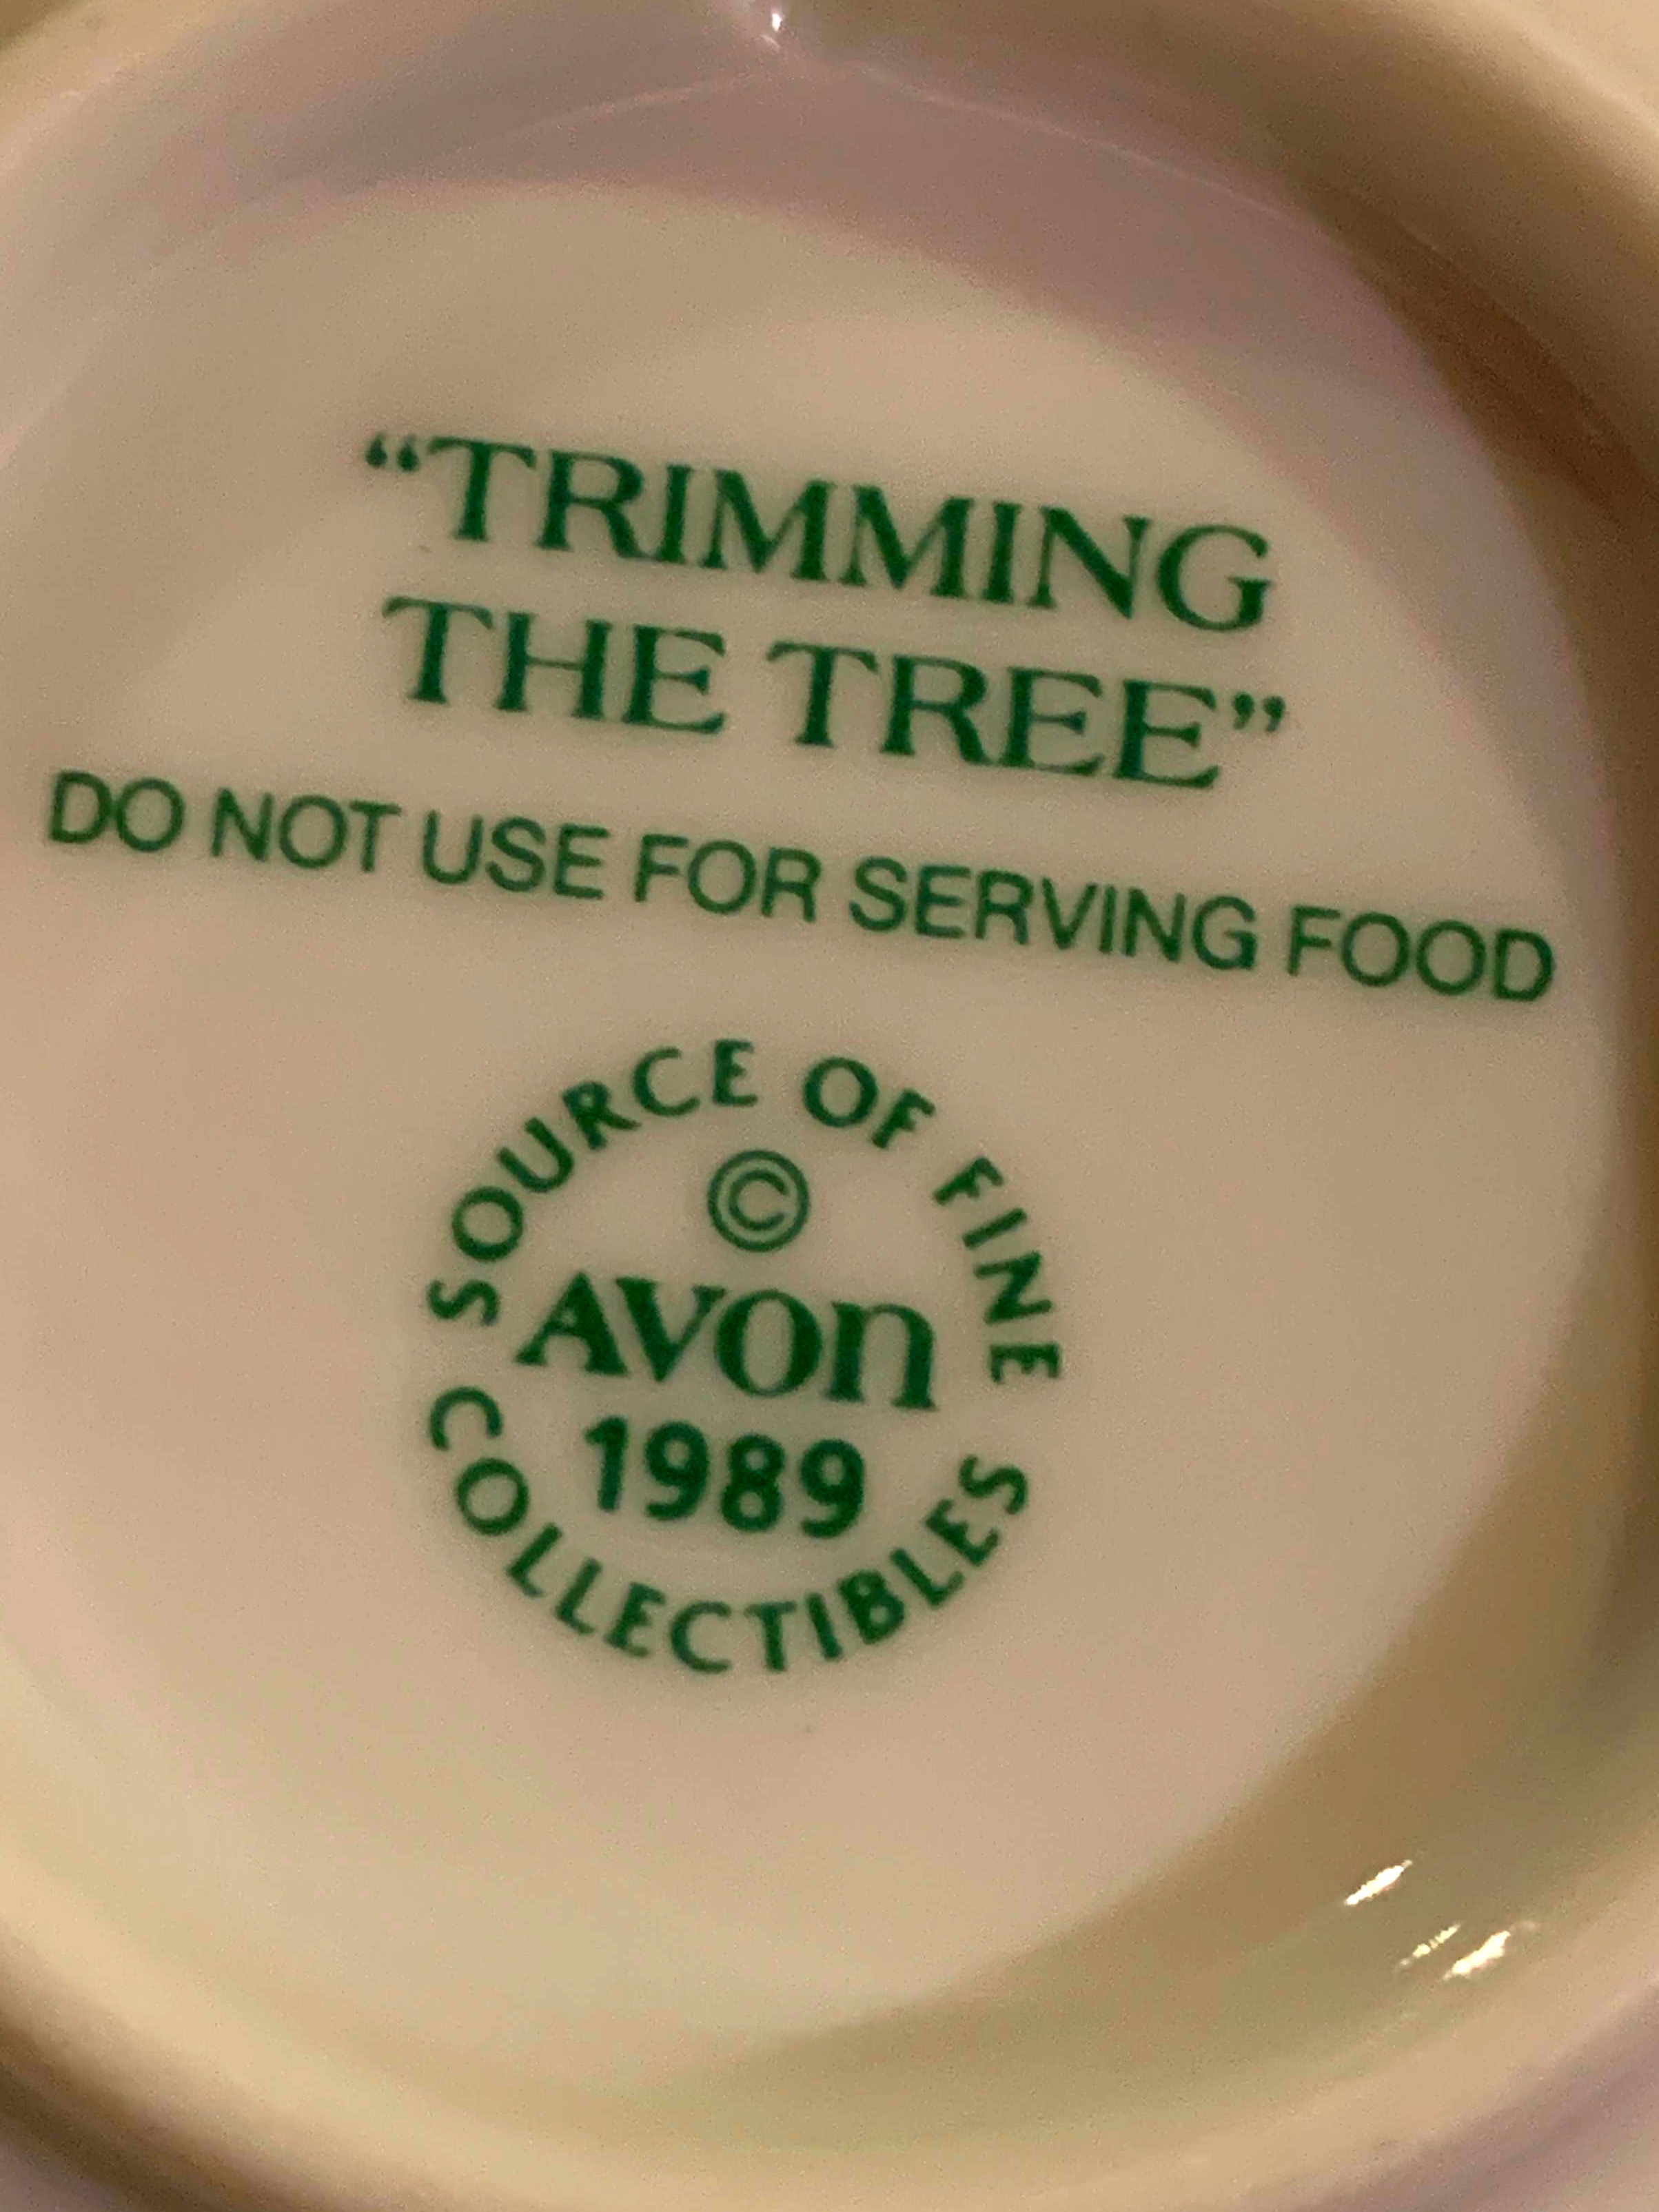 “TRIMMING
THE TREE”
DO NOT USE FOR SERVING FOOD
SOURCE OF FINE
©
AVON
1989
COLLECTIBLES